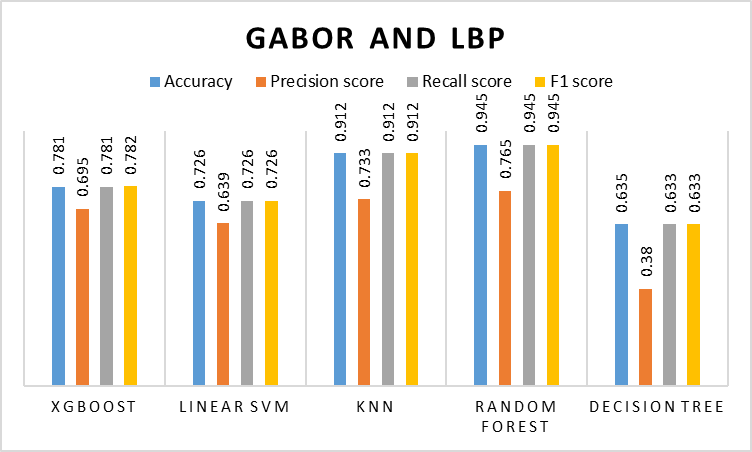 GABOR AND LBP
Accuracy Precision score Recall score F1 score
0.781 0.695 0.781 0.782
0.726 0.639 0.726 0.726
0.912 0.733 0.912 0.912
0.945 0.765 0.945 0.945
0.635 0.38 0.633 0.633
XGBOOST
LINEAR SVM
KNN
RANDOM
FOREST
DECISION TREE